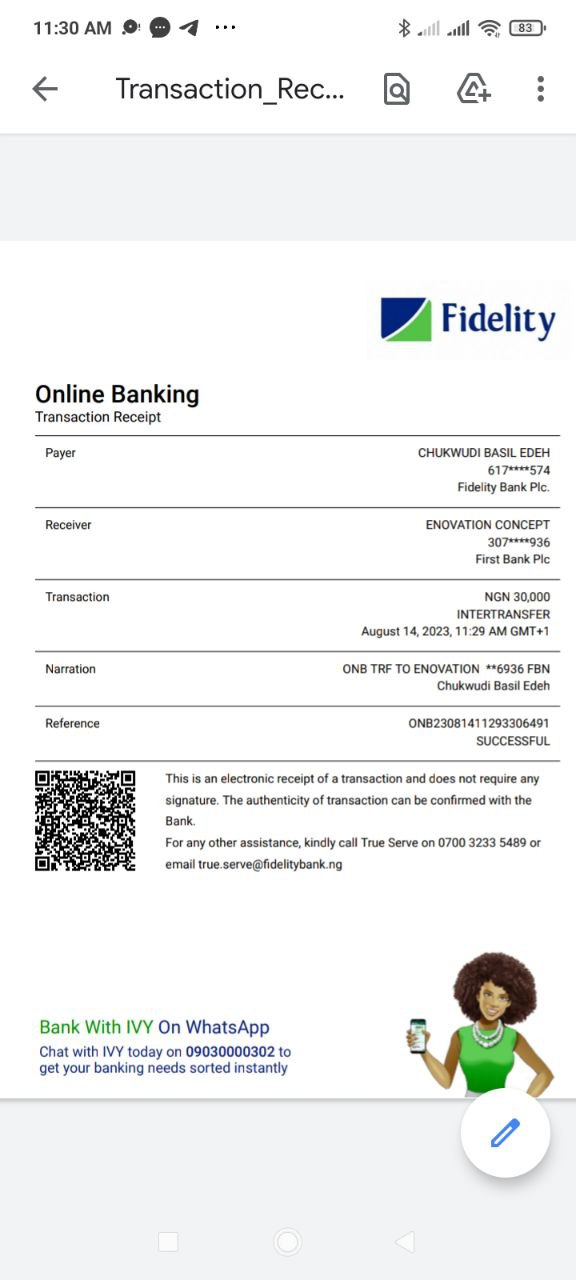 11:30 AM
83
Transaction_Rec...
Fidelity
Online Banking
Transaction Receipt
Payer
CHUKWUDI BASIL EDEH
617****574
Fidelity Bank Plc.
Receiver
ENOVATION CONCEPT
307****936
First Bank Plc
Transaction
NGN 30,000
INTERTRANSFER
August 14, 2023, 11:29 AM GMT+1
Narration
ONB TRF TO ENOVATION **6936 FBN
Chukwudi Basil Edeh
Reference
ONB23081411293306491
SUCCESSFUL
This is an electronic receipt of a transaction and does not require any
signature. The authenticity of transaction can be confirmed with the
Bank.
For any other assistance, kindly call True Serve on 0700 3233 5489 or
email true.serve@fidelitybank.ng
Bank With IVY On WhatsApp
Chat with IVY today on 09030000302 to
get your banking needs sorted instantly